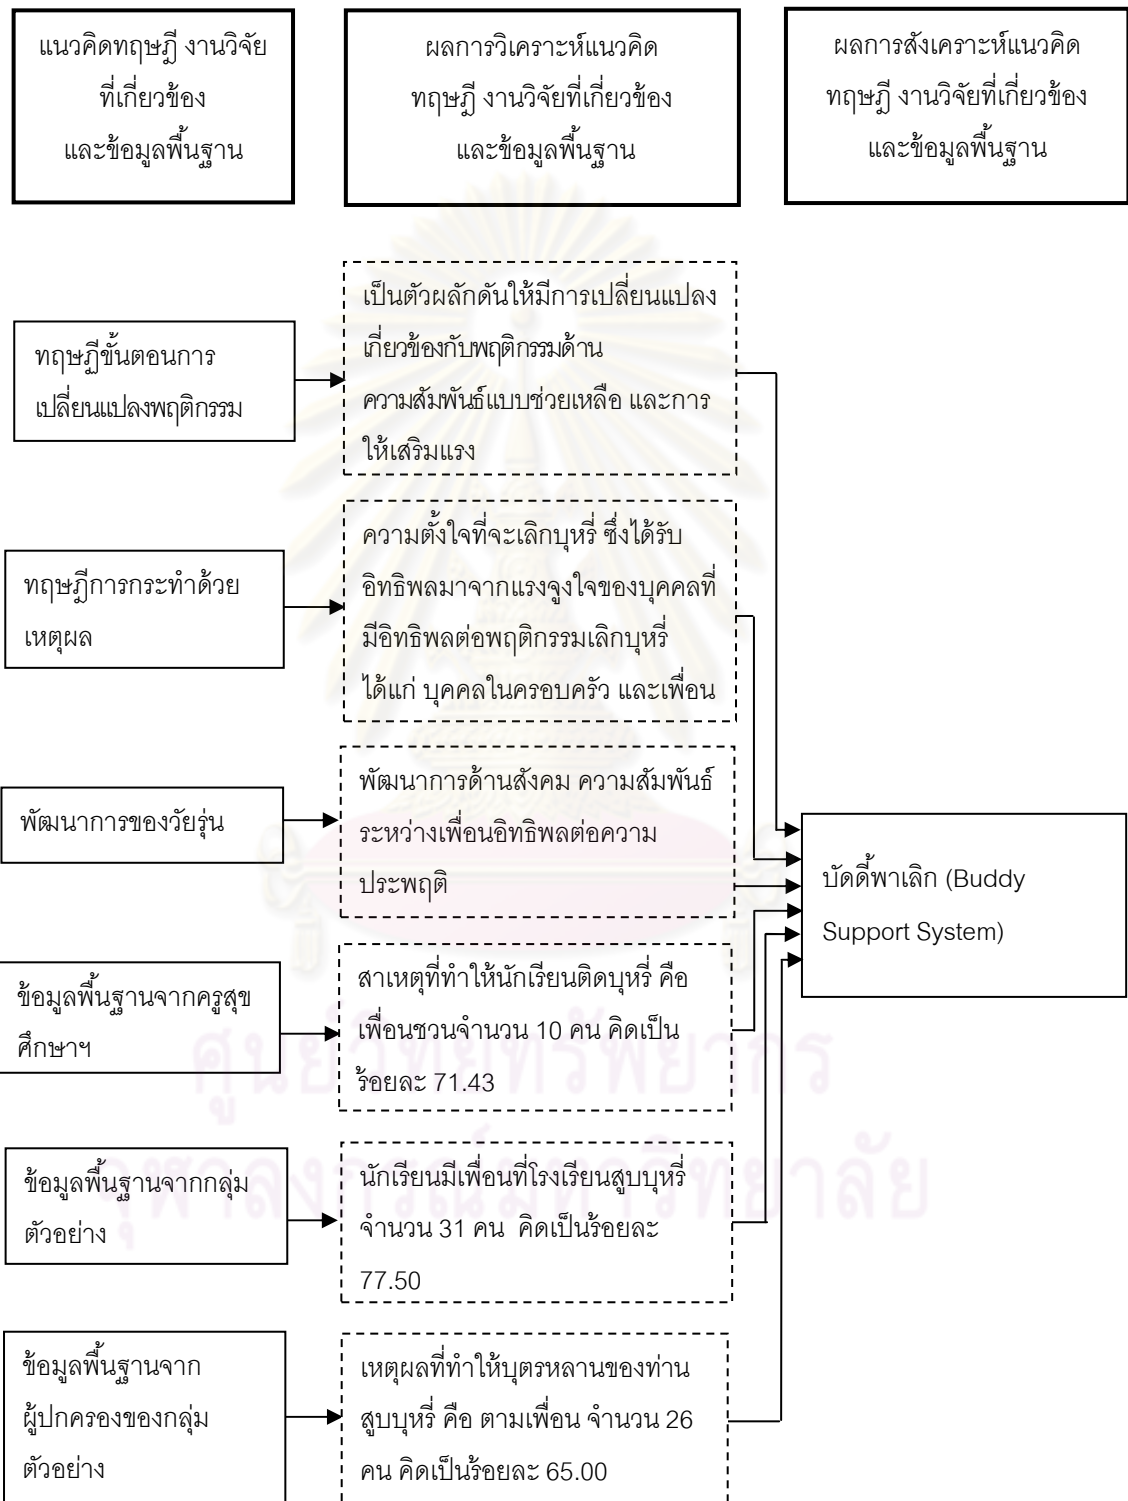 แนวคิดทฤษฎี งานวิจัย
ที่เกี่ยวข้อง
และข้อมูลพื้นฐาน
ผลการวิเคราะห์แนวคิด
ทฤษฎี งานวิจัยที่เกี่ยวข้อง
และข้อมูลพื้นฐาน
ผลการสังเคราะห์แนวคิด
ทฤษฎี งานวิจัยที่เกี่ยวข้อง
และข้อมูลพื้นฐาน
ทฤษฏีขั้นตอนการ
เปลี่ยนแปลงพฤติกรรม
เป็นตัวผลักดันให้มีการเปลี่ยนแปลง
เกี่ยวข้องกับพฤติกรรมด้าน
ความสัมพันธ์แบบช่วยเหลือ และการ
ให้เสริมแรง
ทฤษฎีการกระทำด้วย
เหตุผล
ความตั้งใจที่จะเลิกบุหรี่ ซึ่งได้รับ
อิทธิพลมาจากแรงจูงใจของบุคคลที่
มีอิทธิพลต่อพฤติกรรมเลิกบุหรี่
ได้แก่ บุคคลในครอบครัว และเพื่อน
พัฒนาการของวัยรุ่น
พัฒนาการด้านสังคม ความสัมพันธ์
ระหว่างเพื่อนอิทธิพลต่อความ
ประพฤติ
บัดดี้พาเลิก (Buddy
Support System)
ข้อมูลพื้นฐานจากครูสุข
ศึกษาฯ
สาเหตุที่ทำให้นักเรียนติดบุหรี่ คือ
เพื่อนชวนจำนวน 10 คน คิดเป็น
ร้อยละ 71.43
ข้อมูลพื้นฐานจากกลุ่ม
ตัวอย่าง
นักเรียนมีเพื่อนที่โรงเรียนสูบบุหรี่
จำนวน 31 คน คิดเป็นร้อยละ
77.50
ข้อมูลพื้นฐานจาก
ผู้ปกครองของกลุ่ม
ตัวอย่าง
เหตุผลที่ทำให้บุตรหลานของท่าน
สูบบุหรี่ คือ ตามเพื่อน จำนวน 26
คน คิดเป็นร้อยละ 65.00
ศูนย์วิทยทรัพยากร
จุฬาลงกรณ์มหาวิทยาลัย